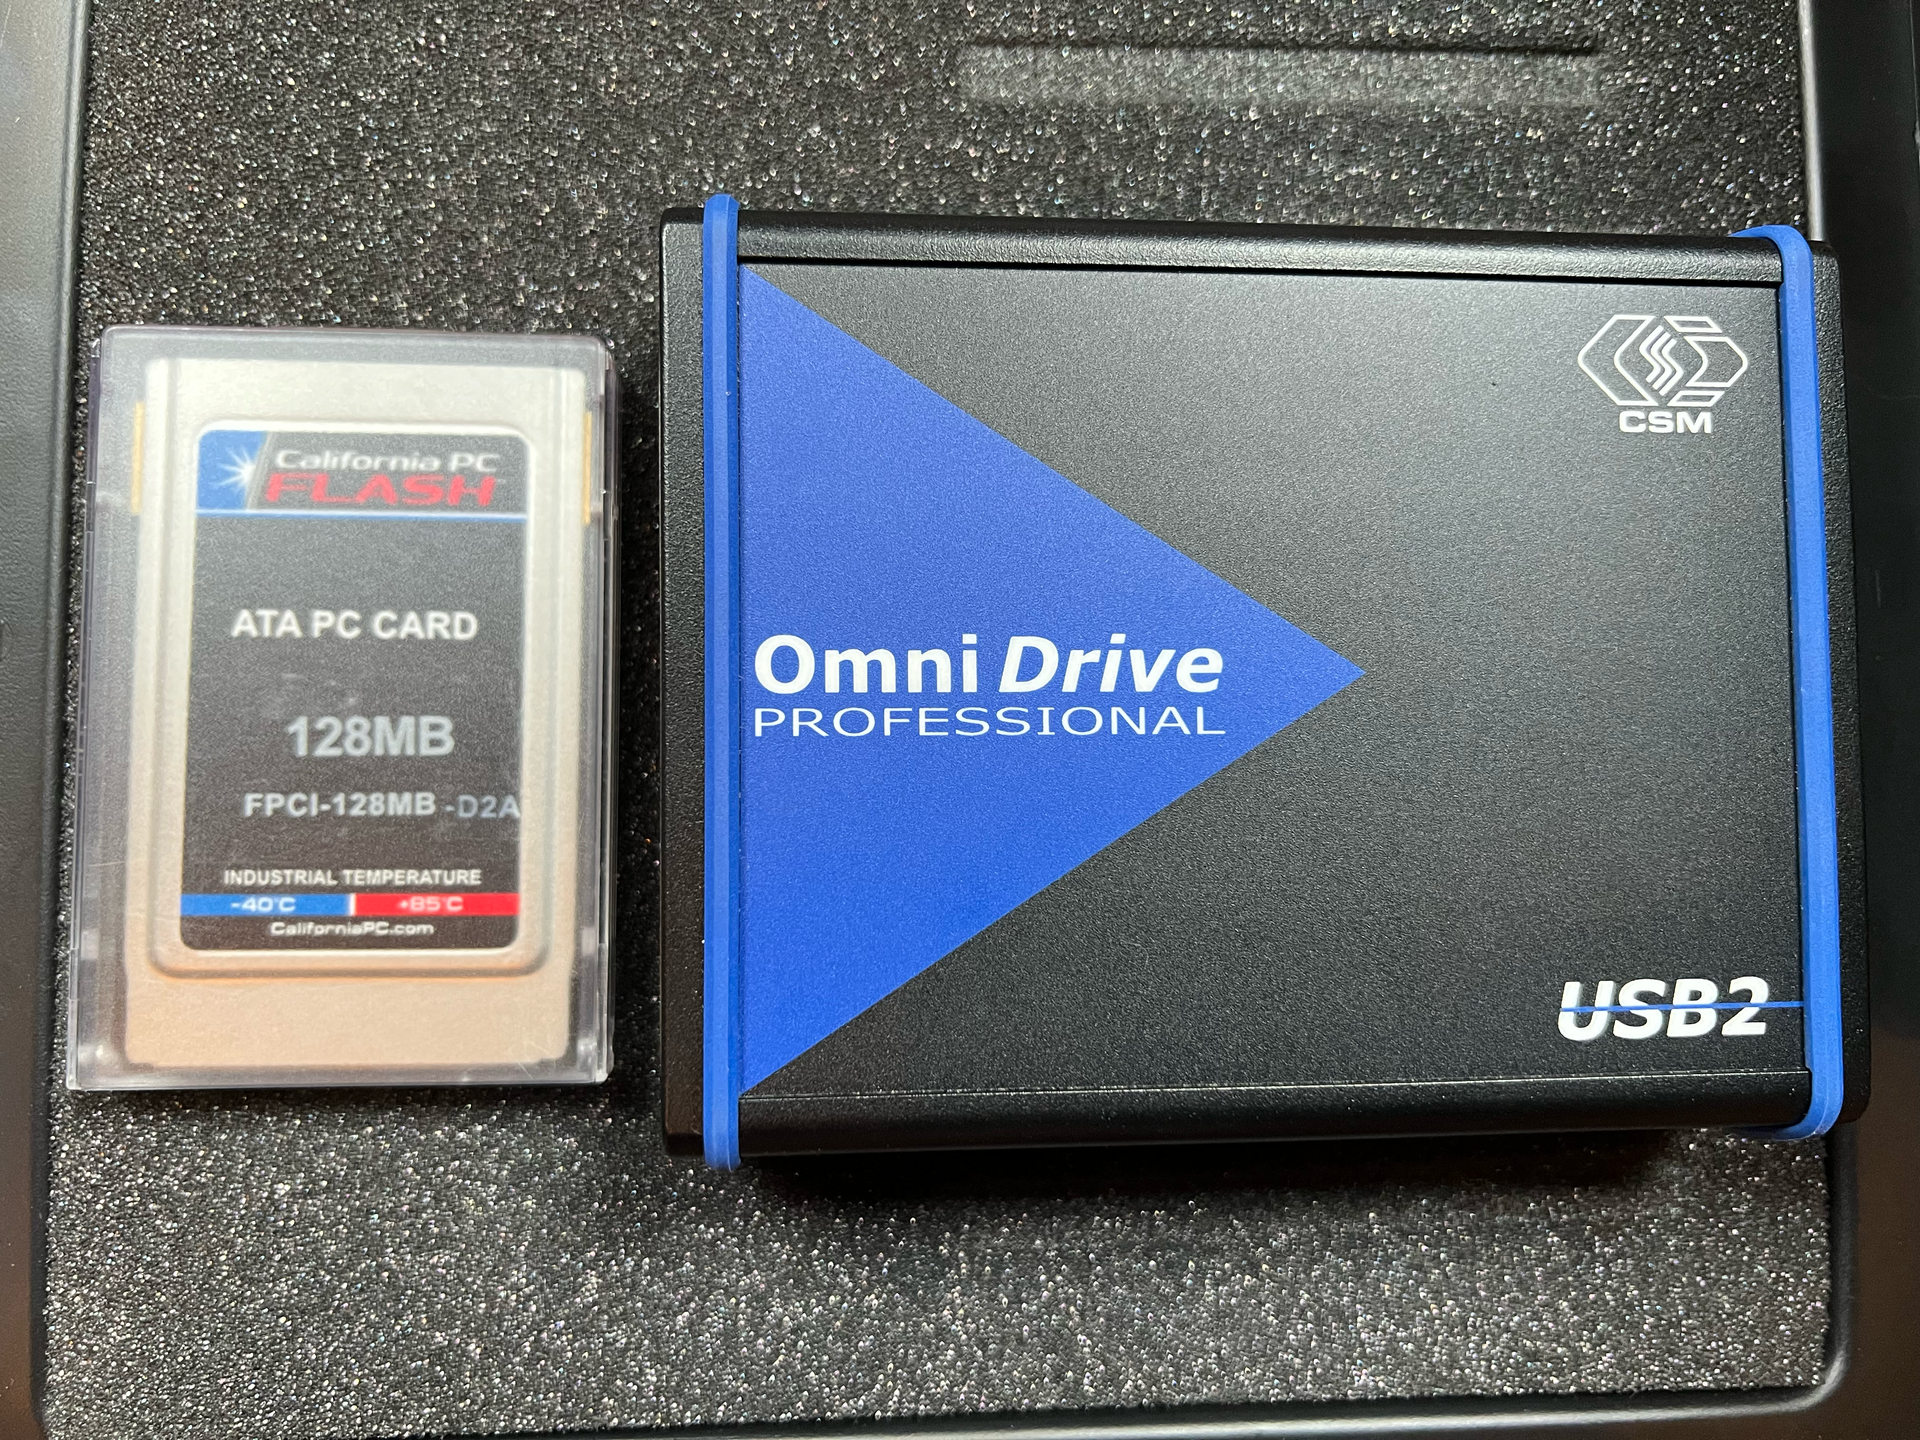 California PC
FLASH
ATA PC CARD
128MB
FPCI-128MB -D2A
INDUSTRIAL TEMPERATURE
-40°C +85°C
CaliforniaPC.com
CSM
Omni Drive
PROFESSIONAL
USB2